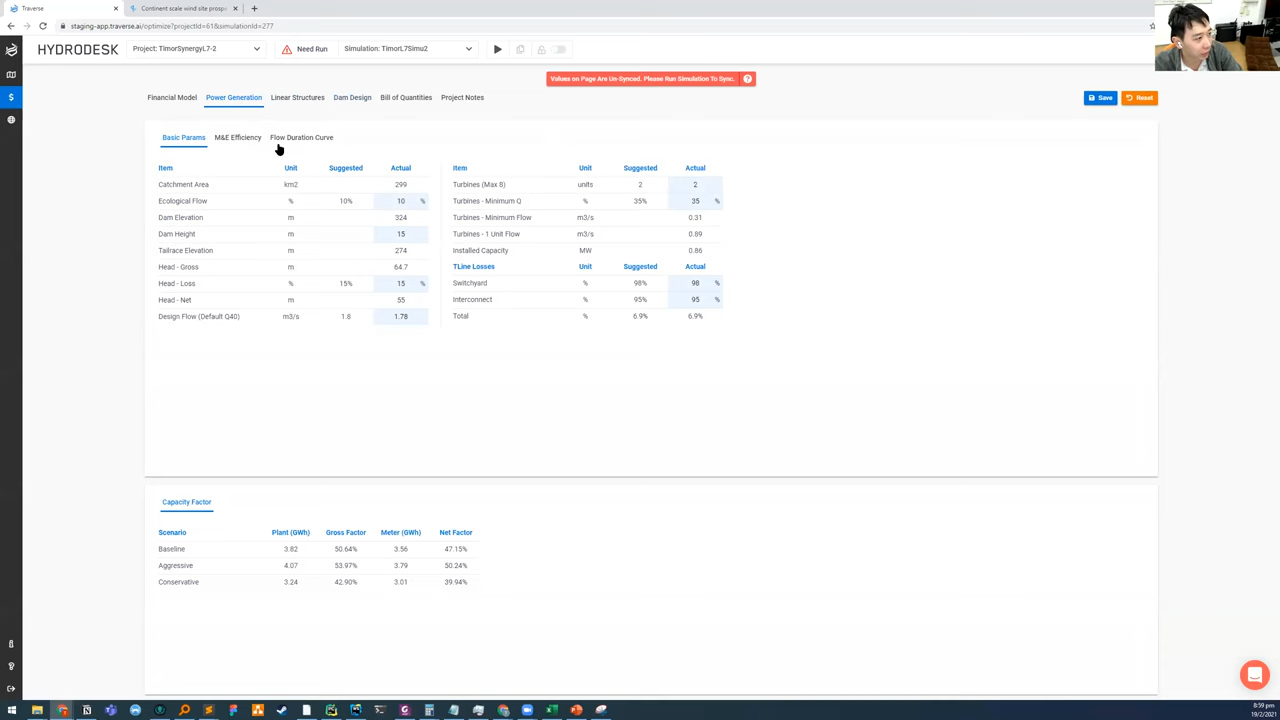 Traverse
Continent scale wind site prosp
staging-app.traverse.ai/optimize?projectId=61&simulationId=277
HYDRODESK
Project: TimorSynergyL7-2
Need Run
Simulation: TimorL7Simu2
Values on Page Are Un-Synced. Please Run Simulation To Sync.
Financial Model Power Generation Linear Structures Dam Design Bill of Quantities Project Notes
Save Reset
Basic Params M&E Efficiency Flow Duration Curve
Item Unit Suggested Actual
Catchment Area km2 299
Ecological Flow % 10% 10 %
Dam Elevation m 324
Dam Height m 15
Tailrace Elevation m 274
Head - Gross m 64.7
Head - Loss % 15% 15 %
Head - Net m 55
Design Flow (Default Q40) m3/s 1.8 1.78
Item Unit Suggested Actual
Turbines (Max 8) units 2 2
Turbines - Minimum Q % 35% 35 %
Turbines - Minimum Flow m3/s 0.31
Turbines - 1 Unit Flow m3/s 0.89
Installed Capacity MW 0.86
TLine Losses Unit Suggested Actual
Switchyard % 98% 98 %
Interconnect % 95% 95 %
Total % 6.9% 6.9%
Capacity Factor
Scenario Plant (GWh) Gross Factor Meter (GWh) Net Factor
Baseline 3.82 50.64% 3.56 47.15%
Aggressive 4.07 53.97% 3.79 50.24%
Conservative 3.24 42.90% 3.01 39.94%
8:59 pm
19/2/2021